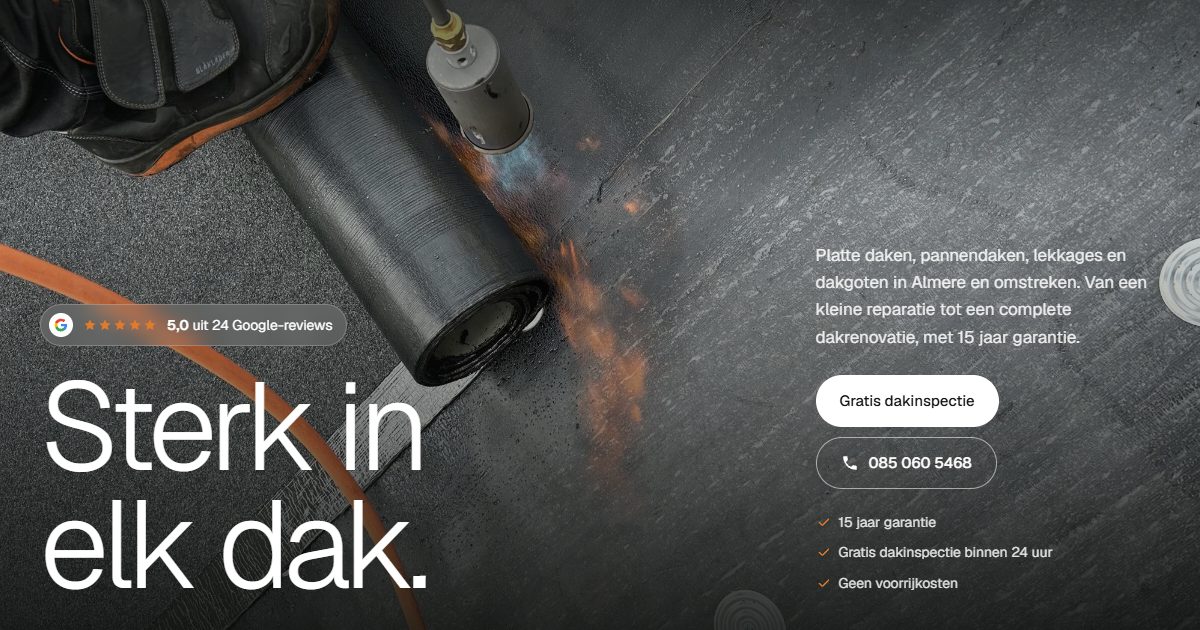 BLÅKLÄDER
5,0 uit 24 Google-reviews
Sterk in
elk dak.
Platte daken, pannendaken, lekkages en
dakgoten in Almere en omstreken. Van een
kleine reparatie tot een complete
dakrenovatie, met 15 jaar garantie.
Gratis dakinspectie
085 060 5468
15 jaar garantie
Gratis dakinspectie binnen 24 uur
Geen voorrijkosten